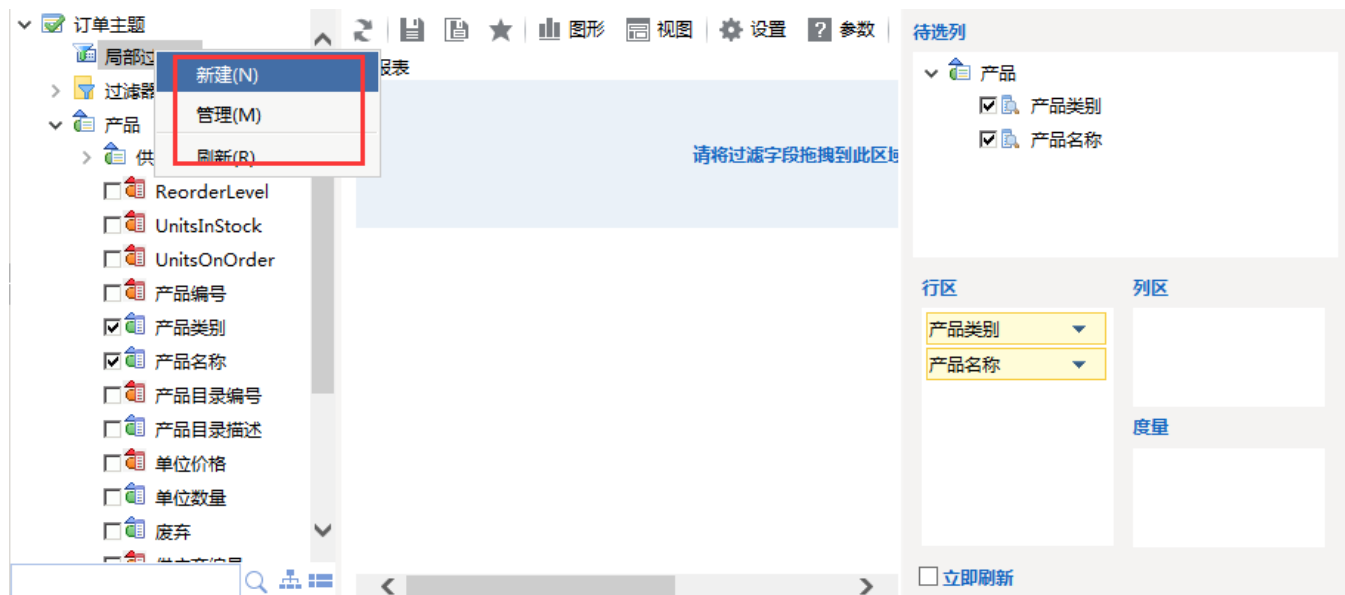 订单主题
局部过
过滤器
产品
供
ReorderLevel
UnitsInStock
UnitsOnOrder
产品编号
产品类别
产品名称
产品目录编号
产品目录描述
单位价格
单位数量
废弃
新建(N)
管理(M)
刷新(R)
图形 视图 设置 参数
报表
请将过滤字段拖拽到此区域
待选列
产品
产品类别
产品名称
行区
产品类别
产品名称
列区
度量
立即刷新